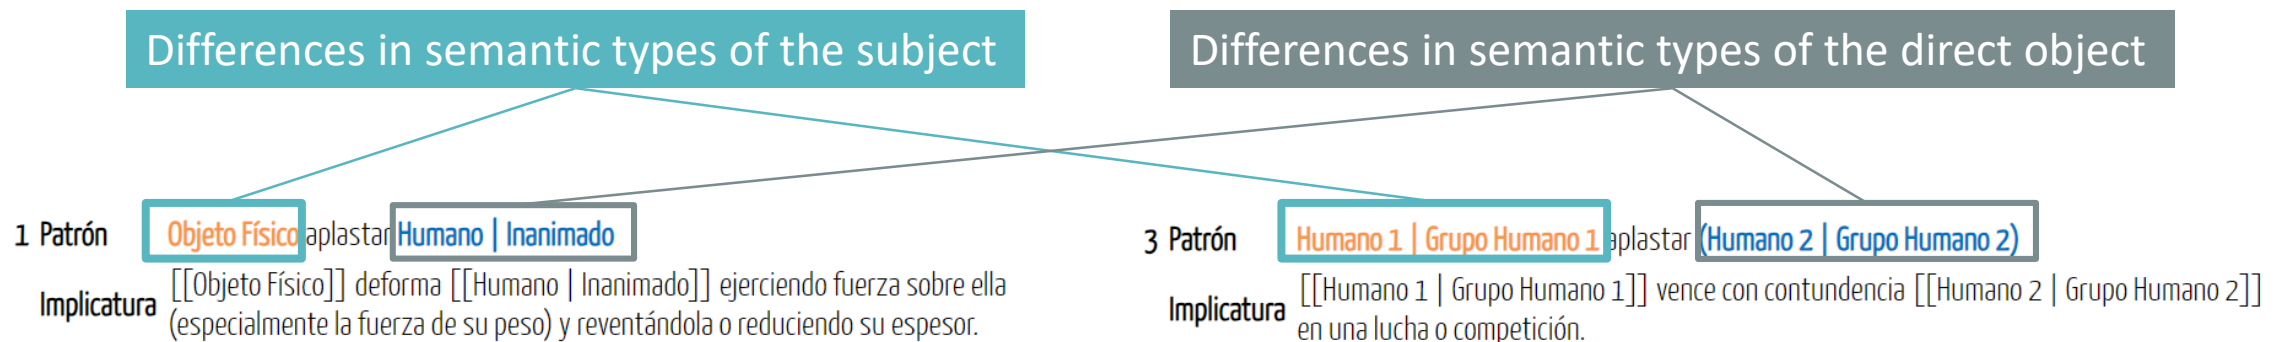 Differences in semantic types of the subject
Differences in semantic types of the direct object
1 Patrón Objeto Físico aplastar Humano | Inanimado
Implicatura [[Objeto Físico]] deforma [[Humano | Inanimado]] ejerciendo fuerza sobre ella
(especialmente la fuerza de su peso) y reventándola o reduciendo su espesor.
3 Patrón Humano 1 | Grupo Humano 1 aplastar (Humano 2 | Grupo Humano 2)
Implicatura [[Humano 1 | Grupo Humano 1]] vence con contundencia [[Humano 2 | Grupo Humano 2]]
en una lucha o competición.